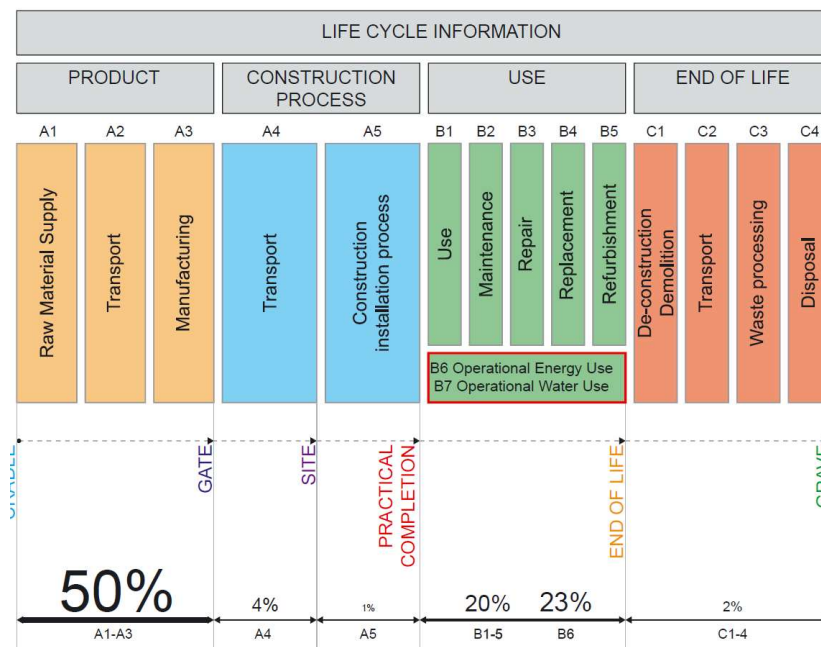 LIFE CYCLE INFORMATION
PRODUCT
CONSTRUCTION
PROCESS
USE
END OF LIFE
A1
A2
A3
A4
A5
B1
B2
B3
B4
B5
C1
C2
C3
C4
Raw Material Supply
Transport
Manufacturing
Transport
Construction
installation process
Use
Maintenance
Repair
Replacement
Refurbishment
De-construction
Demolition
Transport
Waste processing
Disposal
B6 Operational Energy Use
B7 Operational Water Use
CRADLE
GATE
SITE
PRACTICAL
COMPLETION
END OF LIFE
GRAVE
50%
4%
1%
20%
23%
2%
A1-A3
A4
A5
B1-5
B6
C1-4